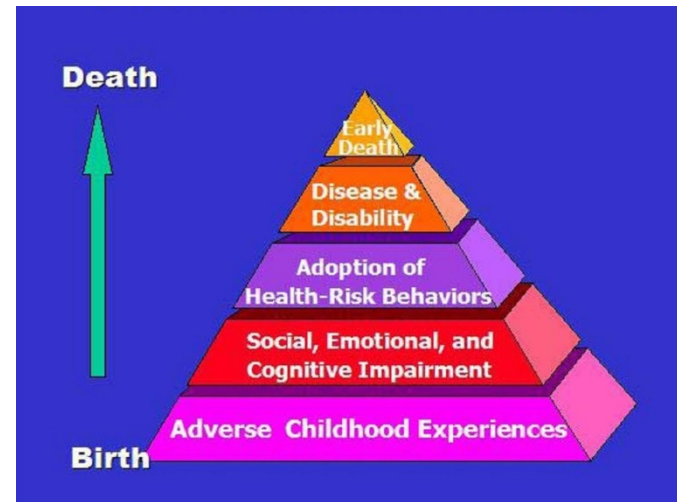 Death
Early
Death
Disease &
Disability
Adoption of
Health-Risk Behaviors
Social, Emotional, and
Cognitive Impairment
Adverse Childhood Experiences
Birth